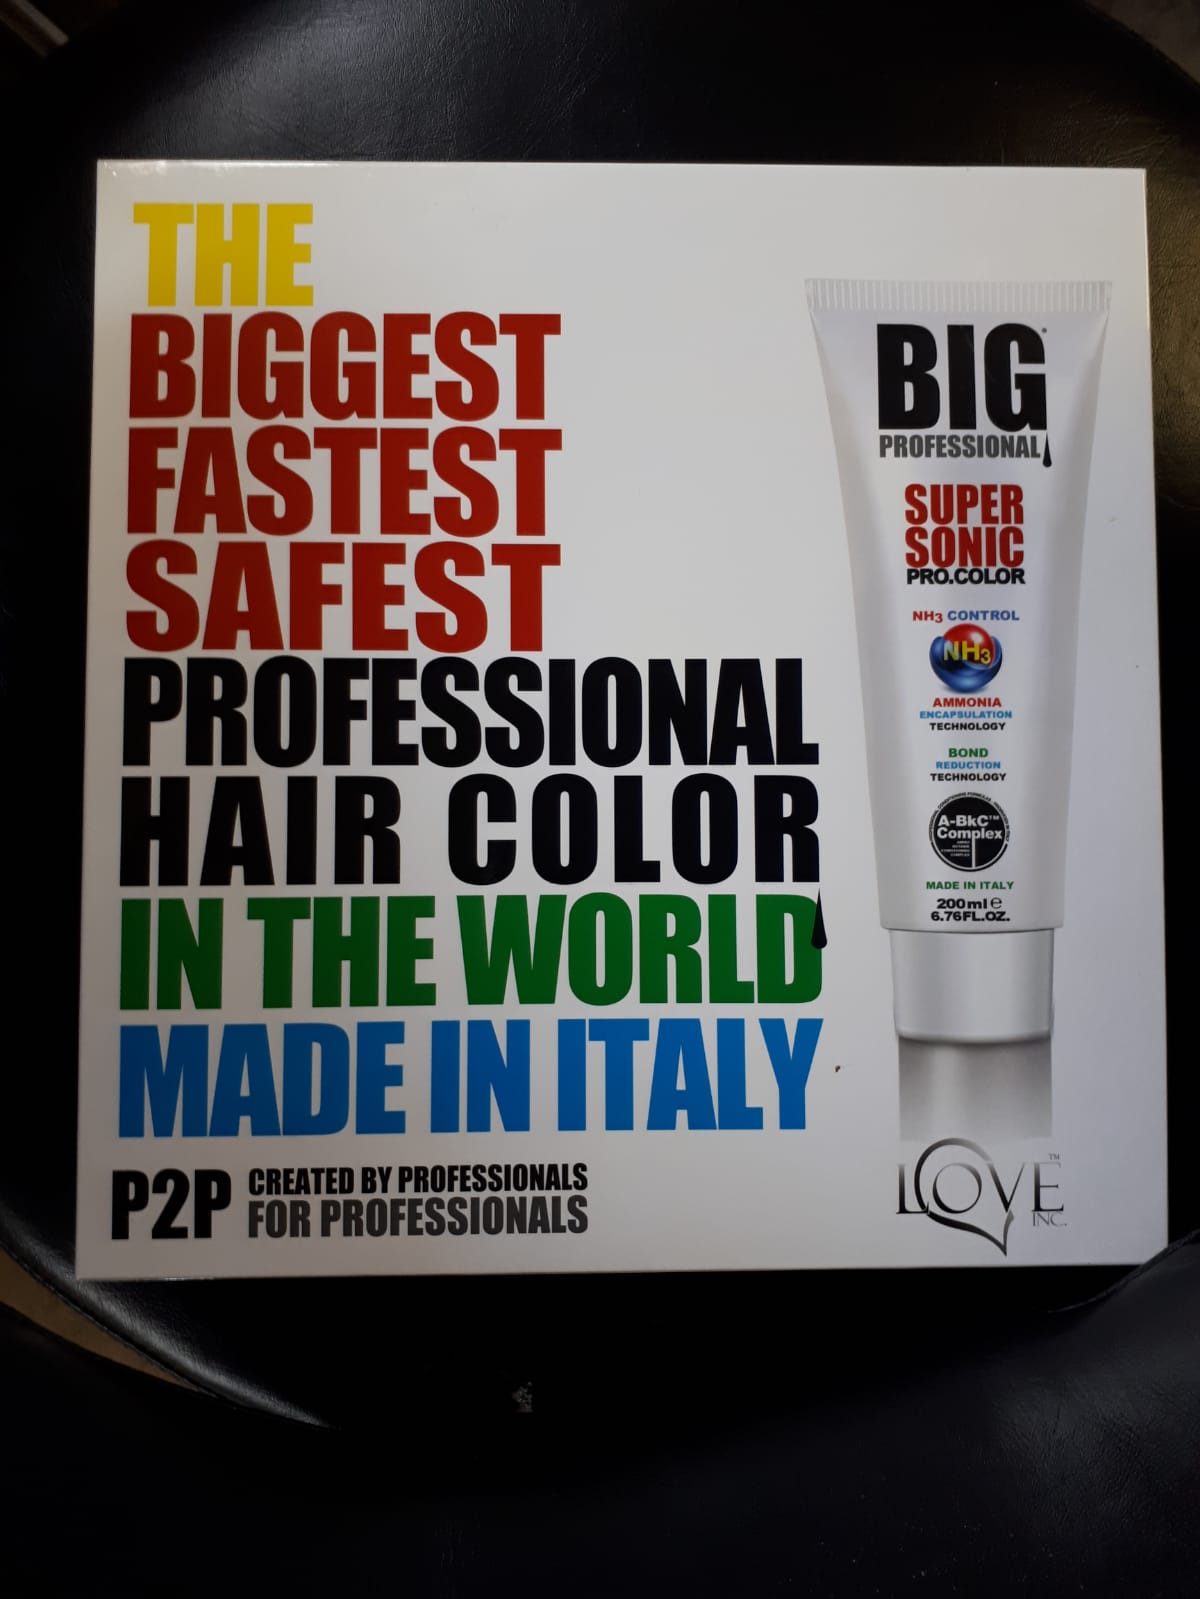 THE
BIGGEST
FASTEST
SAFEST
PROFESSIONAL
HAIR COLOR
IN THE WORLD
MADE IN ITALY
P2P
CREATED BY PROFESSIONALS
FOR PROFESSIONALS
BIG
PROFESSIONAL
SUPER
SONIC
PRO.COLOR
NH3 CONTROL
NH3
AMMONIA
ENCAPSULATION
TECHNOLOGY
BOND
REDUCTION
TECHNOLOGY
A-BkC™
Complex
MADE IN ITALY
200ml e
6.76FL.OZ.
LOVE™
INC.